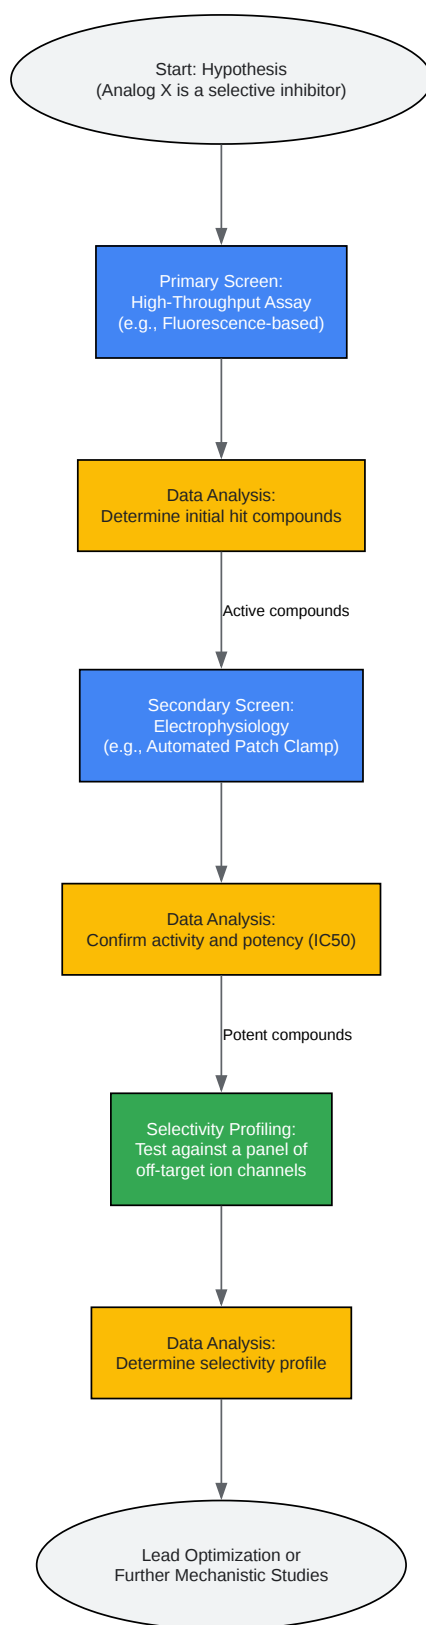 Start: Hypothesis
(Analog X is a selective inhibitor)
Primary Screen:
High-Throughput Assay
(e.g., Fluorescence-based)
Data Analysis:
Determine initial hit compounds
Active compounds
Secondary Screen:
Electrophysiology
(e.g., Automated Patch Clamp)
Data Analysis:
Confirm activity and potency (IC50)
Potent compounds
Selectivity Profiling:
Test against a panel of
off-target ion channels
Data Analysis:
Determine selectivity profile
Lead Optimization or
Further Mechanistic Studies